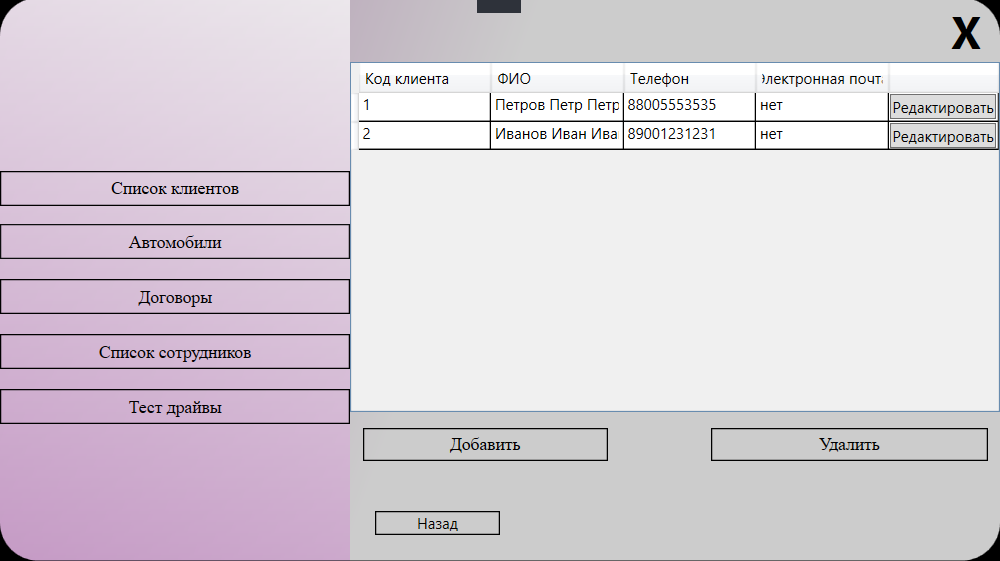 X
Список клиентов
Автомобили
Договоры
Список сотрудников
Тест драйвы
Код клиента ФИО Телефон Электронная почта
1 Петров Петр Петр 88005553535 нет Редактировать
2 Иванов Иван Ива 89001231231 нет Редактировать
Добавить Удалить
Назад